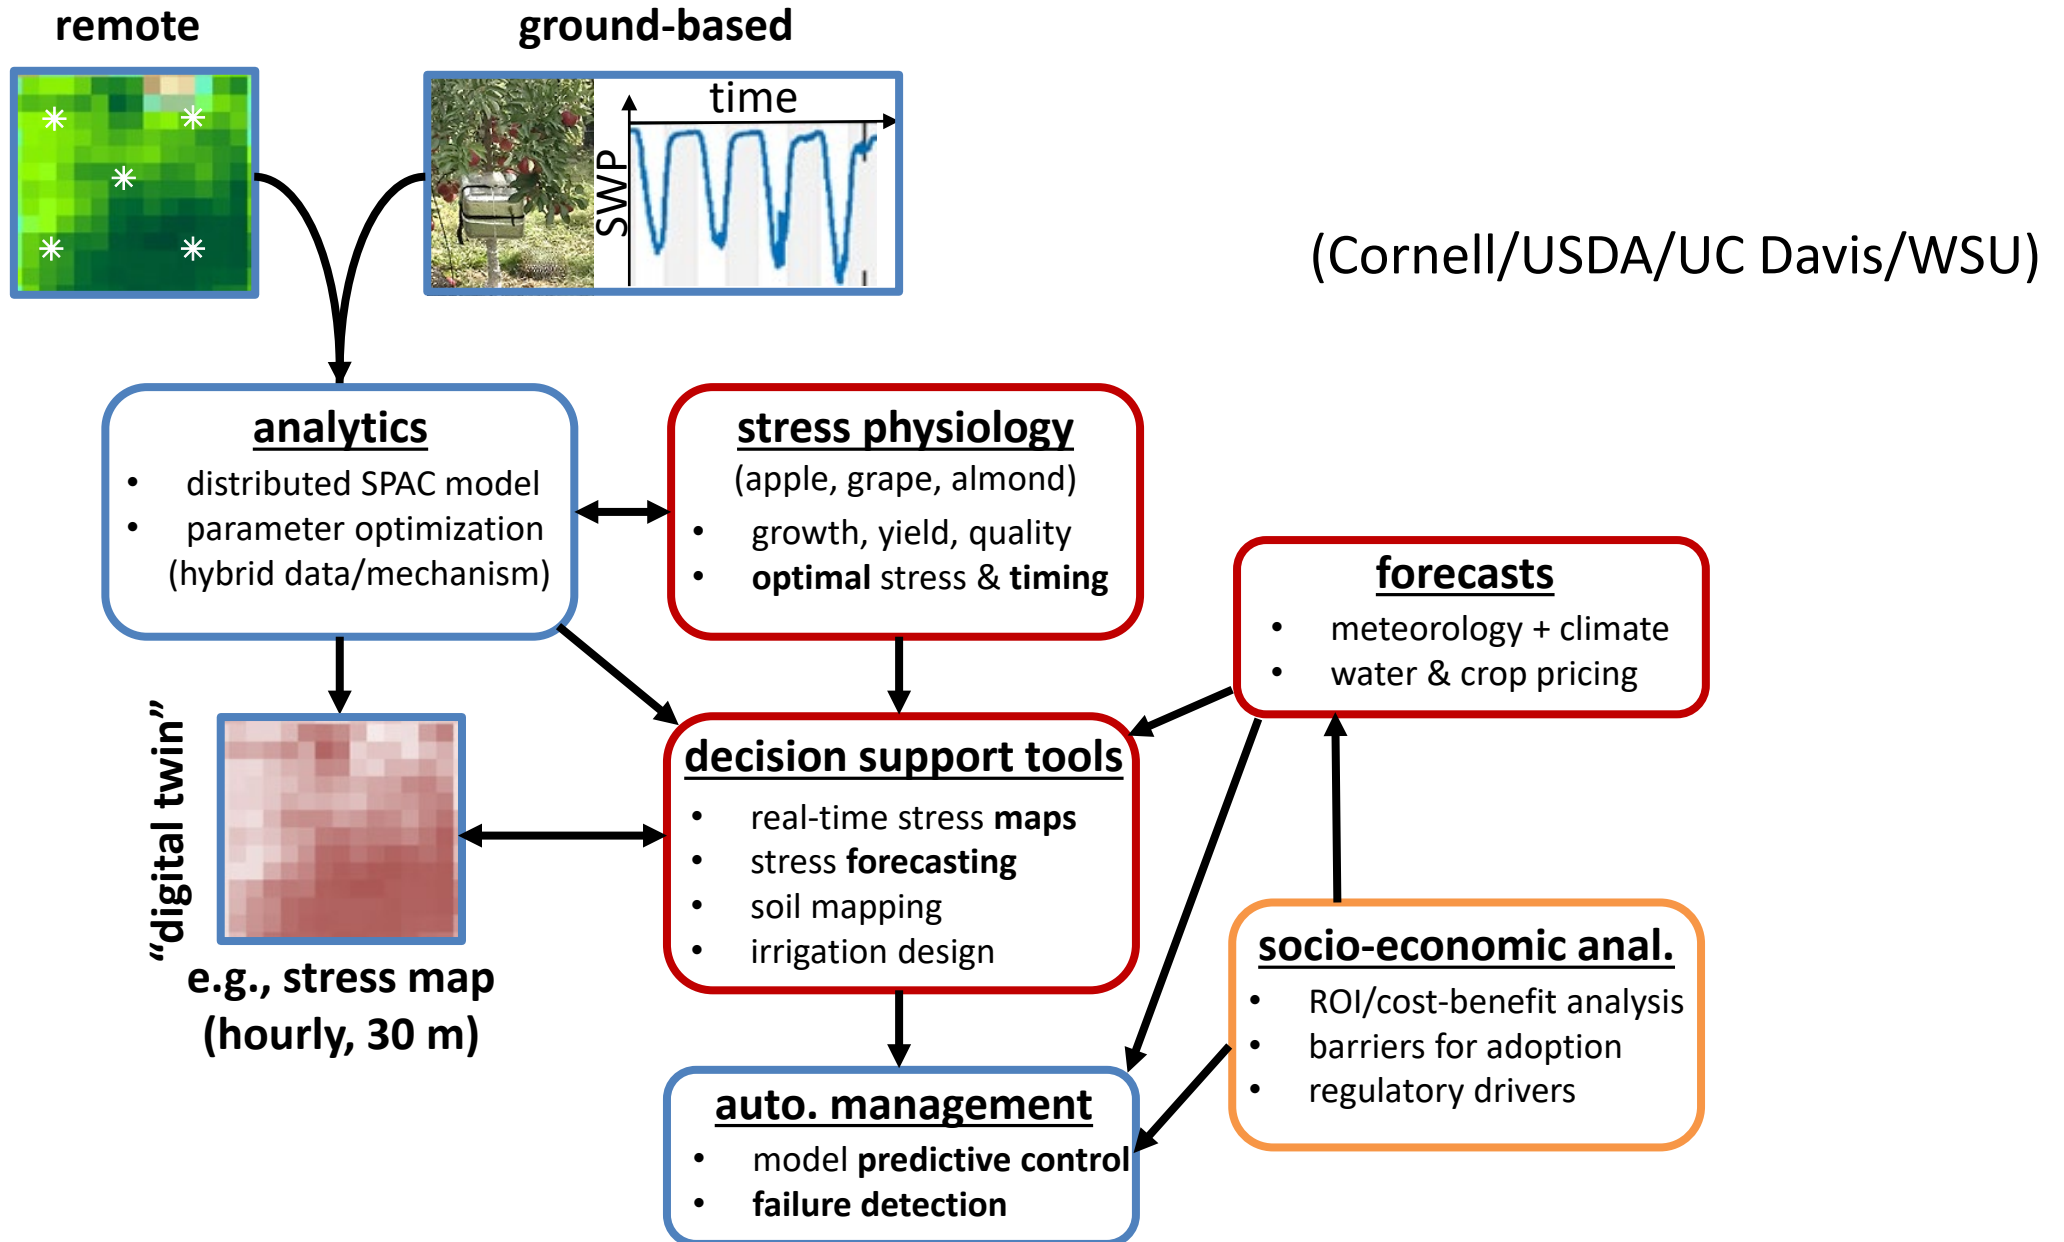 remote
ground-based
time
SWP
(Cornell/USDA/UC Davis/WSU)
analytics
• distributed SPAC model
• parameter optimization
(hybrid data/mechanism)
stress physiology
(apple, grape, almond)
• growth, yield, quality
• optimal stress & timing
forecasts
• meteorology + climate
• water & crop pricing
“digital twin”
e.g., stress map
(hourly, 30 m)
decision support tools
• real-time stress maps
• stress forecasting
• soil mapping
• irrigation design
socio-economic anal.
• ROI/cost-benefit analysis
• barriers for adoption
• regulatory drivers
auto. management
• model predictive control
• failure detection